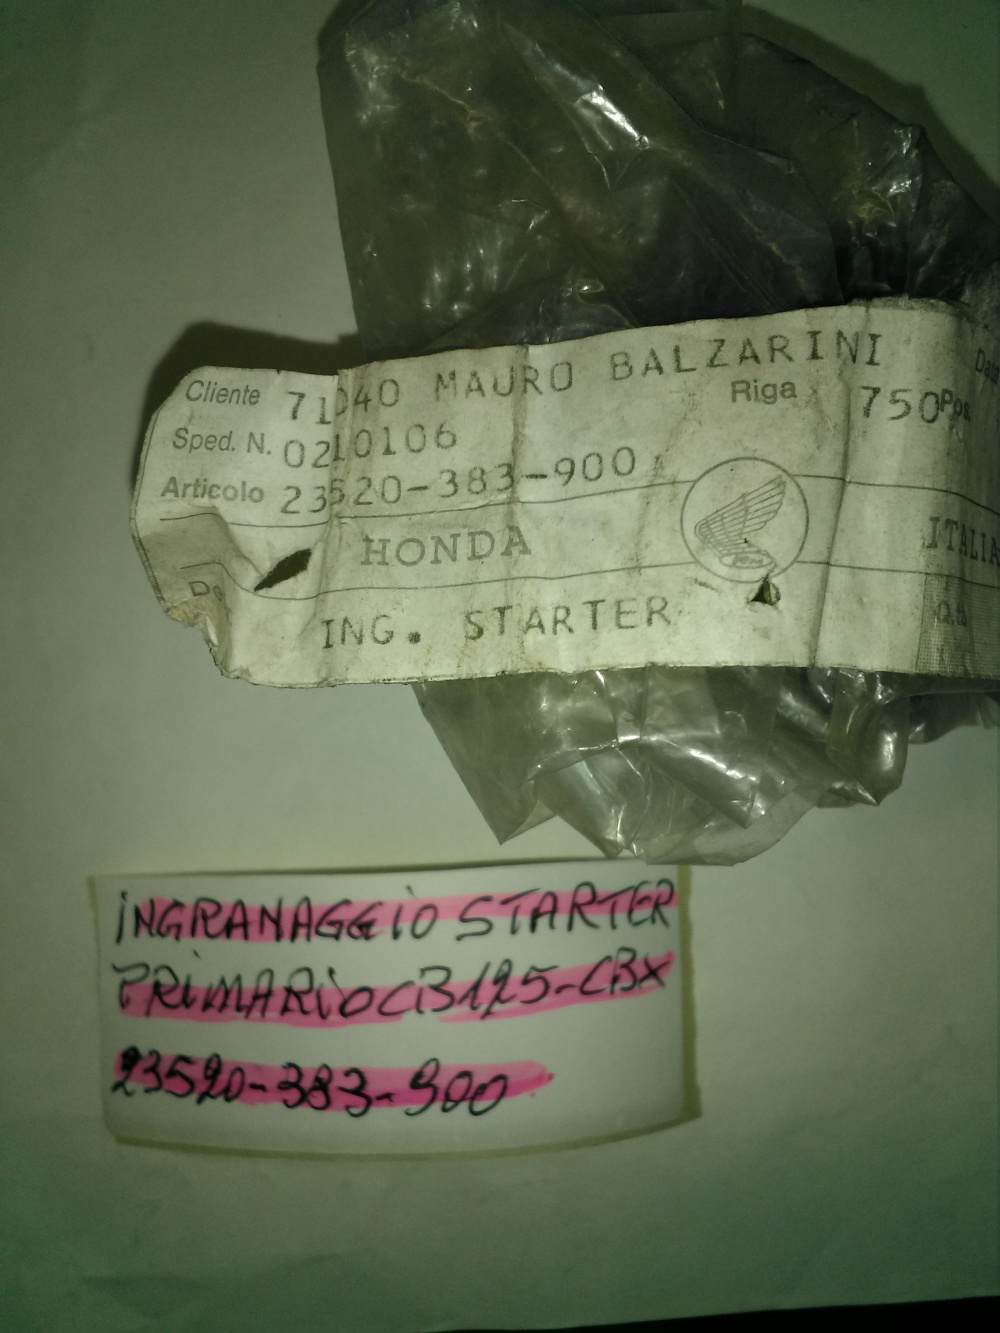 Cliente 71040 MAURO BALZARINI
Riga 750 Pos.
Sped. N. 0210106
Articolo 23520-383-900
HONDA ITALIA
ING. STARTER
iNGRANAGGiO STARTER
PRiMARiO CB125-CBX
23520-383-900